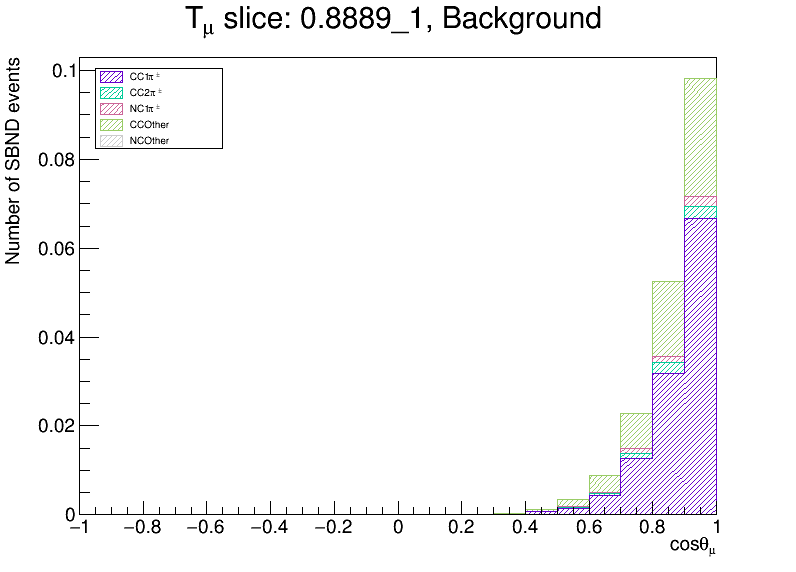 Tμ slice: 0.8889_1, Background
Number of SBND events
0.1
0.08
0.06
0.04
0.02
0
CC1π ±
CC2π ±
NC1π ±
CCOther
NCOther
−1 −0.8 −0.6 −0.4 −0.2 0 0.2 0.4 0.6 0.8 1
cosθμ